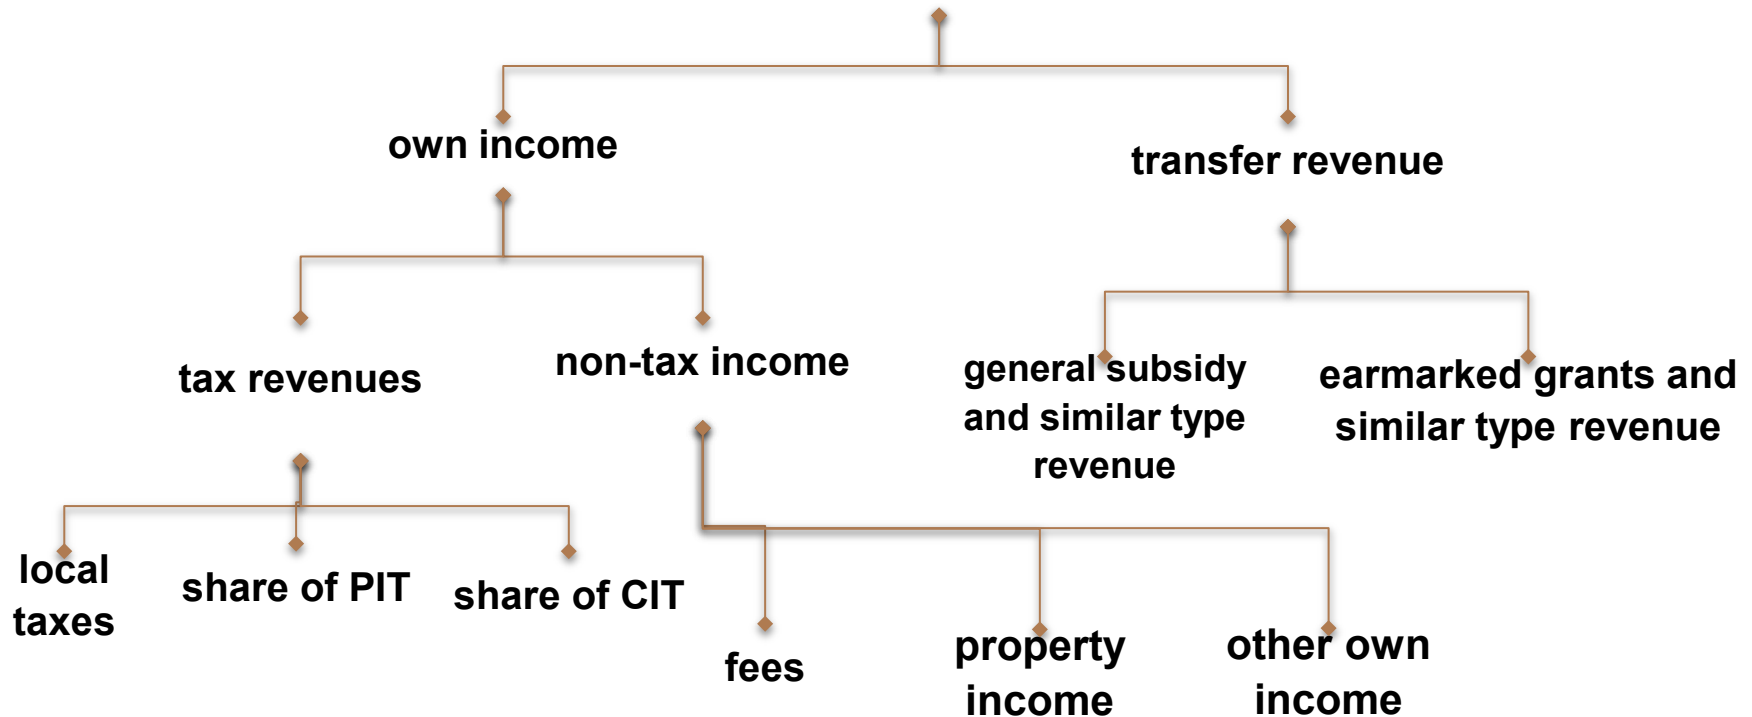 own income
transfer revenue
tax revenues
non-tax income
general subsidy
and similar type
revenue
earmarked grants and
similar type revenue
local
taxes
share of PIT
share of CIT
fees
property
income
other own
income